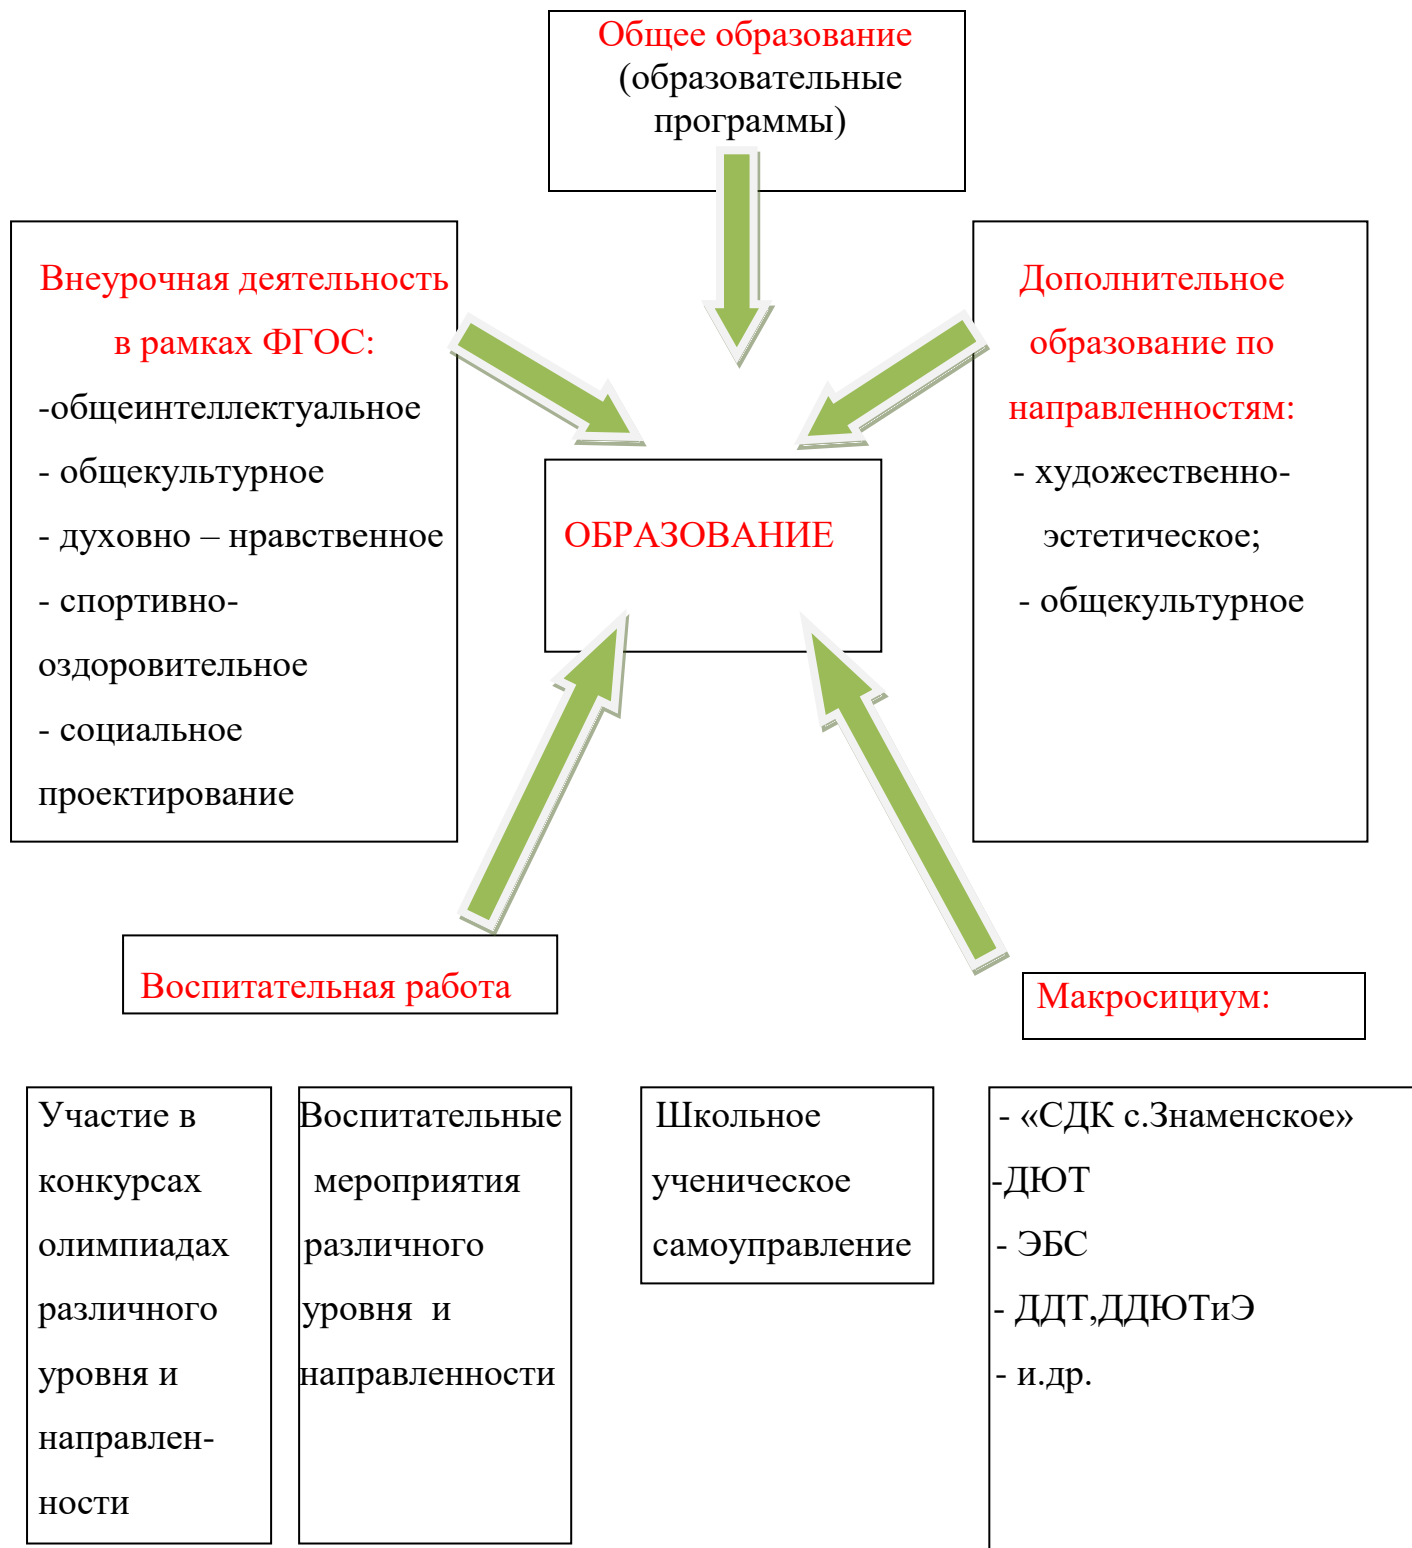 Общее образование
(образовательные
программы)
Внеурочная деятельность
в рамках ФГОС:
-общеинтеллектуальное
- общекультурное
- духовно – нравственное
- спортивно-
оздоровительное
- социальное
проектирование
ОБРАЗОВАНИЕ
Дополнительное
образование по
направленностям:
- художественно-
эстетическое;
- общекультурное
Воспитательная работа
Макросициум:
Участие в
конкурсах
олимпиадах
различного
уровня и
направлен-
ности
Воспитательные
мероприятия
различного
уровня и
направленности
Школьное
ученическое
самоуправление
- «СДК с.Знаменское»
-ДЮТ
- ЭБС
- ДДТ,ДДЮТиЭ
- и.др.